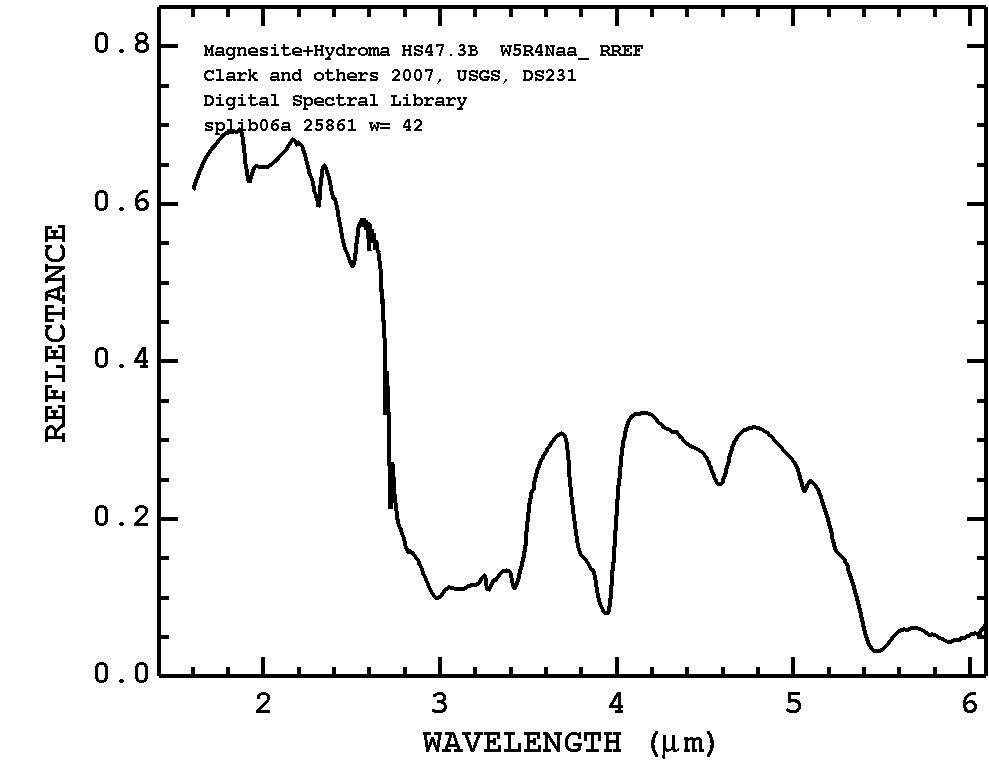 Magnesite+Hydroma HS47.3B W5R4Naa_ RREF
Clark and others 2007, USGS, DS231
Digital Spectral Library
splib06a 25861 w= 42
0.8
0.6
0.4
0.2
0.0
REFLECTANCE
2 3 4 5 6
WAVELENGTH (μm)